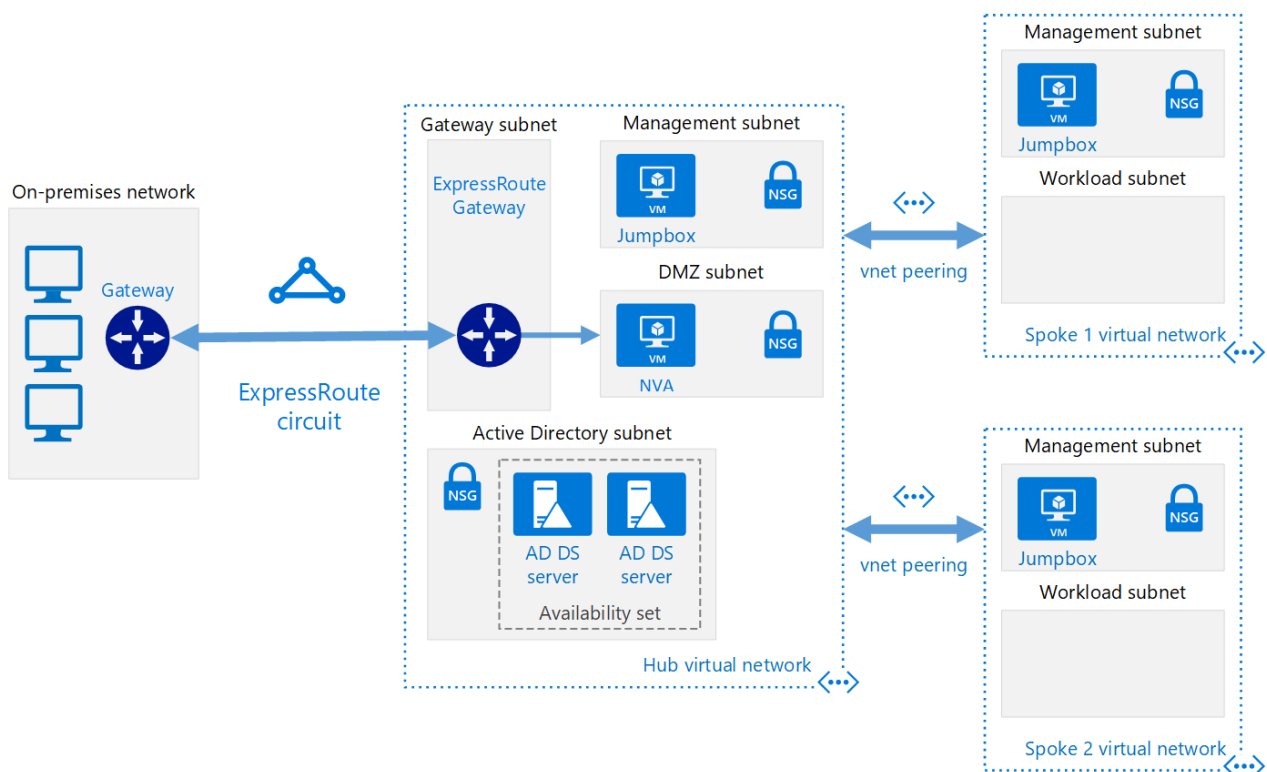 On-premises network
Gateway
ExpressRoute
circuit
Gateway subnet
ExpressRoute
Gateway
Management subnet
VM
Jumpbox
NSG
DMZ subnet
VM
NVA
NSG
Active Directory subnet
NSG
AD DS
server
AD DS
server
Availability set
Hub virtual network
vnet peering
vnet peering
Management subnet
VM
Jumpbox
NSG
Workload subnet
Spoke 1 virtual network
Management subnet
VM
Jumpbox
NSG
Workload subnet
Spoke 2 virtual network